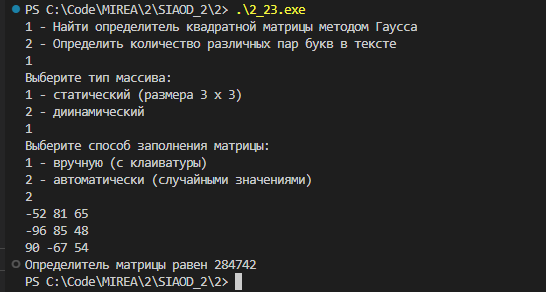 PS C:\Code\MIREA\2\SIAOD_2\2> .\2_23.exe
1 - Найти определитель квадратной матрицы методом Гаусса
2 - Определить количество различных пар букв в тексте
1
Выберите тип массива:
1 - статический (размера 3 x 3)
2 - диинамический
1
Выберите способ заполнения матрицы:
1 - вручную (с клаиватуры)
2 - автоматически (случайными значениями)
2
-52 81 65
-96 85 48
90 -67 54
Определитель матрицы равен 284742
PS C:\Code\MIREA\2\SIAOD_2\2>